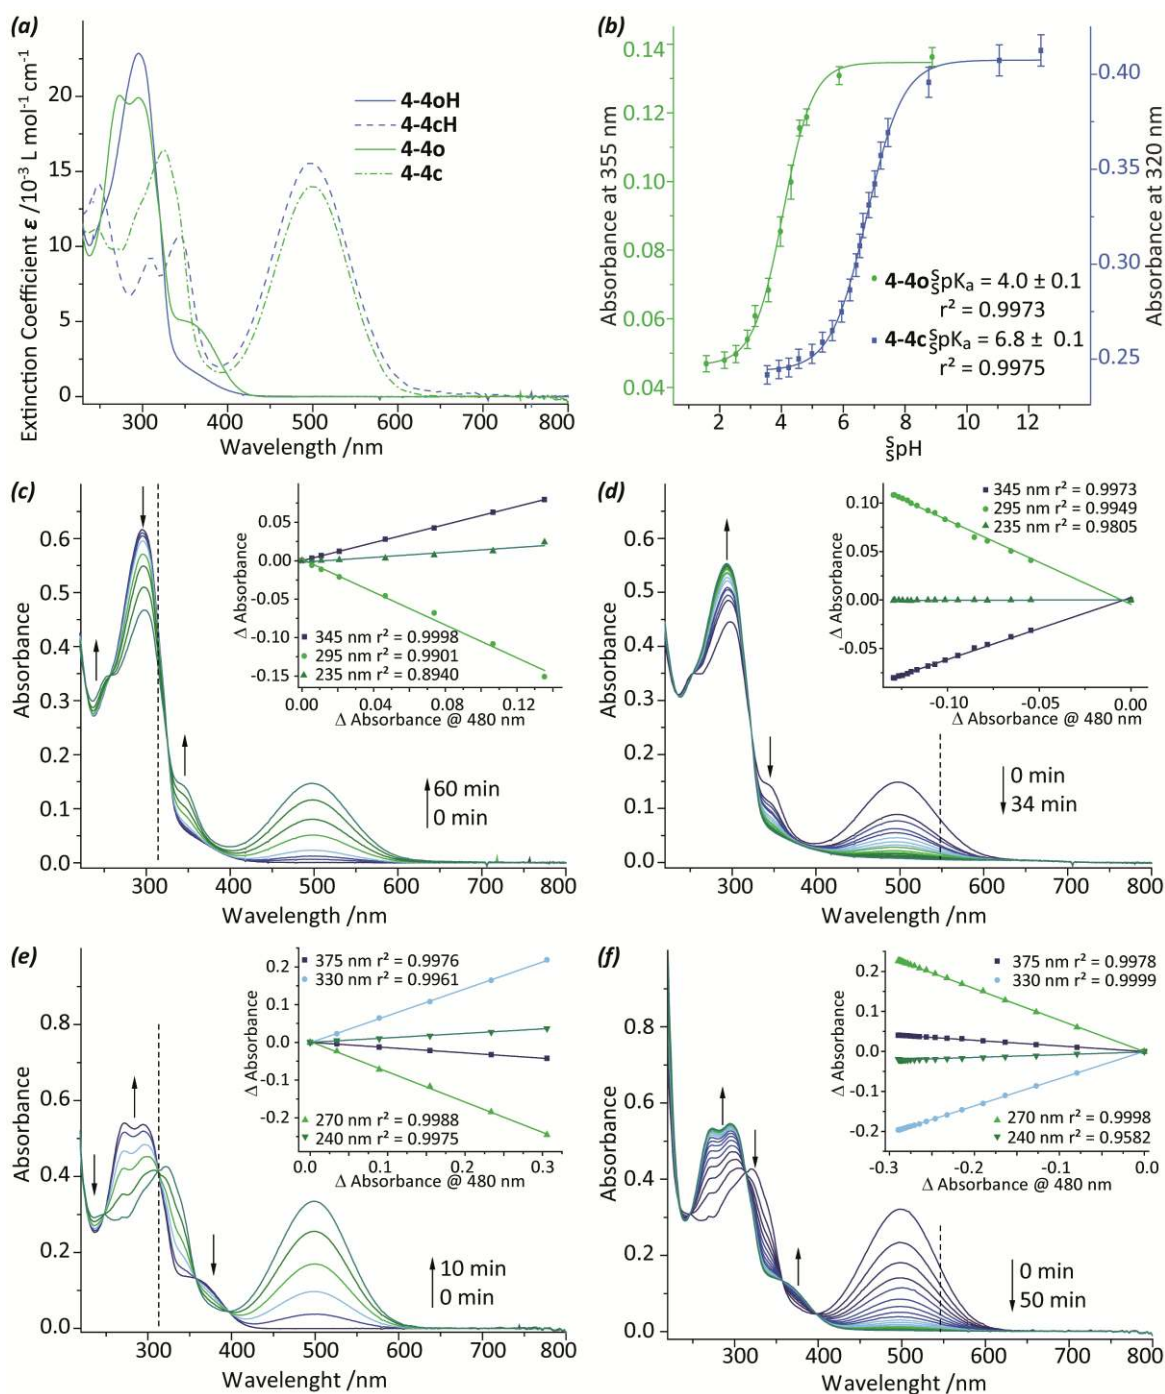 (a)
Extinction Coefficient ε /10⁻³ L mol⁻¹ cm⁻¹
20
15
10
5
0
4-4oH
4-4cH
4-4o
4-4c
300 400 500 600 700 800
Wavelength /nm
(b)
Absorbance at 355 nm
0.14
0.12
0.10
0.08
0.06
0.04
Absorbance at 320 nm
0.40
0.35
0.30
0.25
4-4o ˢₛpKₐ = 4.0 ± 0.1
r² = 0.9973
4-4c ˢₛpKₐ = 6.8 ± 0.1
r² = 0.9975
2 4 6 8 10 12
ˢₛpH
(c)
Absorbance
0.6
0.5
0.4
0.3
0.2
0.1
0.0
Δ Absorbance
0.05
0.00
-0.05
-0.10
-0.15
345 nm r² = 0.9998
295 nm r² = 0.9901
235 nm r² = 0.8940
0.00 0.04 0.08 0.12
Δ Absorbance @ 480 nm
60 min
0 min
300 400 500 600 700 800
Wavelength /nm
(d)
Absorbance
0.6
0.5
0.4
0.3
0.2
0.1
0.0
Δ Absorbance
0.10
0.05
0.00
-0.05
345 nm r² = 0.9973
295 nm r² = 0.9949
235 nm r² = 0.9805
-0.10 -0.05 0.00
Δ Absorbance @ 480 nm
0 min
34 min
300 400 500 600 700 800
Wavelength /nm
(e)
Absorbance
0.8
0.6
0.4
0.2
0.0
Δ Absorbance
0.2
0.1
0.0
-0.1
-0.2
375 nm r² = 0.9976
330 nm r² = 0.9961
270 nm r² = 0.9988
240 nm r² = 0.9975
0.0 0.1 0.2 0.3
Δ Absorbance @ 480 nm
10 min
0 min
300 400 500 600 700 800
Wavelenght /nm
(f)
Absorbance
0.8
0.6
0.4
0.2
0.0
Δ Absorbance
0.2
0.1
0.0
-0.1
-0.2
375 nm r² = 0.9978
330 nm r² = 0.9999
270 nm r² = 0.9998
240 nm r² = 0.9582
-0.3 -0.2 -0.1 0.0
Δ Absorbance @ 480 nm
0 min
50 min
300 400 500 600 700 800
Wavelenght /nm